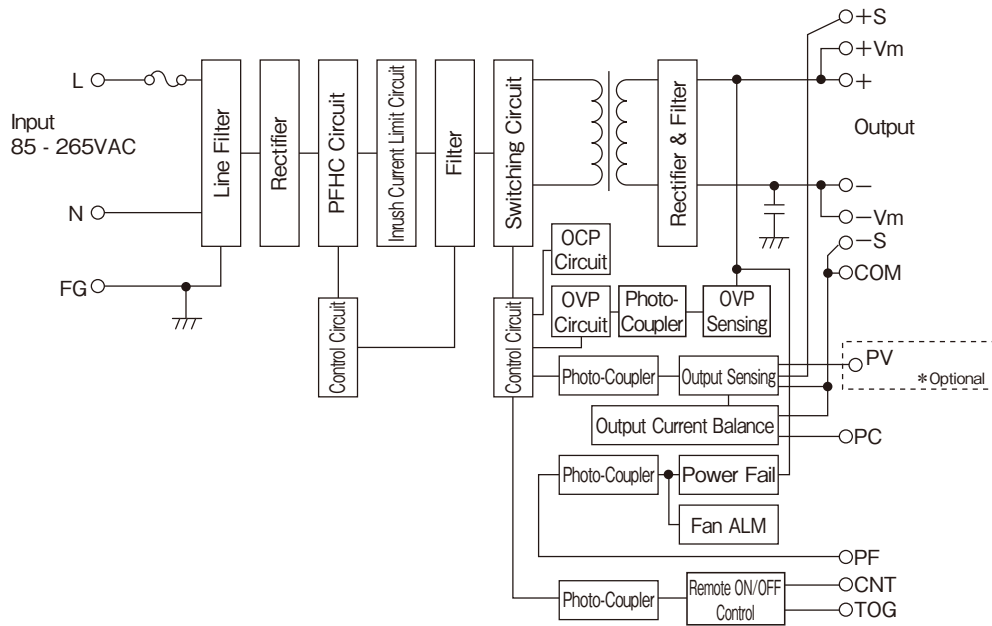 L
Input
85 - 265VAC
N
FG
Line Filter
Rectifier
PFHC Circuit
Inrush Current Limit Circuit
Filter
Switching Circuit
Rectifier & Filter
Control Circuit
Control Circuit
OCP
Circuit
OVP
Circuit
Photo-
Coupler
OVP
Sensing
Photo-Coupler
Output Sensing
Output Current Balance
Photo-Coupler
Power Fail
Fan ALM
Photo-Coupler
Remote ON/OFF
Control
+S
+Vm
+
Output
−
−Vm
−S
COM
PV
*Optional
PC
PF
CNT
TOG